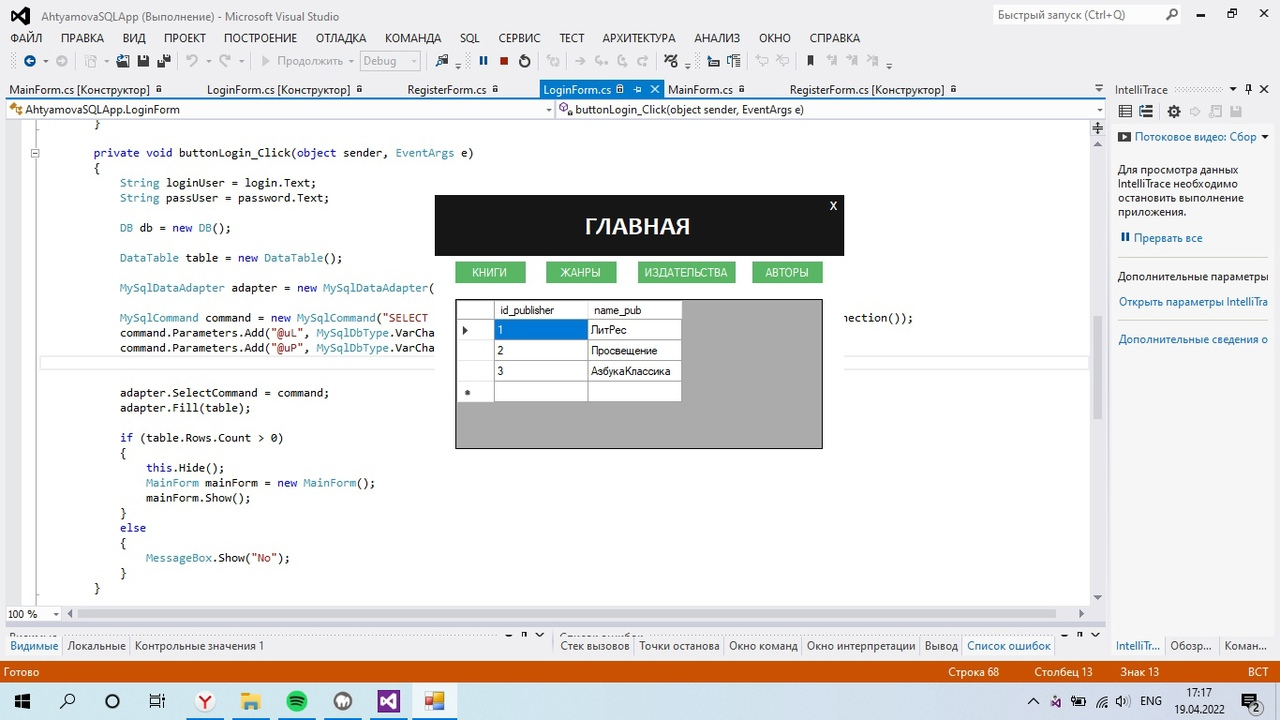 AhtyamovaSQLApp (Выполнение) - Microsoft Visual Studio
Быстрый запуск (Ctrl+Q)
ФАЙЛ ПРАВКА ВИД ПРОЕКТ ПОСТРОЕНИЕ ОТЛАДКА КОМАНДА SQL СЕРВИС ТЕСТ АРХИТЕКТУРА АНАЛИЗ ОКНО СПРАВКА
Продолжить Debug
MainForm.cs [Конструктор] LoginForm.cs [Конструктор] RegisterForm.cs LoginForm.cs MainForm.cs RegisterForm.cs [Конструктор]
IntelliTrace
AhtyamovaSQLApp.LoginForm buttonLogin_Click(object sender, EventArgs e)
}
private void buttonLogin_Click(object sender, EventArgs e)
{
String loginUser = login.Text;
String passUser = password.Text;
DB db = new DB();
DataTable table = new DataTable();
MySqlDataAdapter adapter = new MySqlDataAdapter(
MySqlCommand command = new MySqlCommand("SELECT
nection());
command.Parameters.Add("@uL", MySqlDbType.VarCha
command.Parameters.Add("@uP", MySqlDbType.VarCha
adapter.SelectCommand = command;
adapter.Fill(table);
if (table.Rows.Count > 0)
{
this.Hide();
MainForm mainForm = new MainForm();
mainForm.Show();
}
else
{
MessageBox.Show("No");
}
}
X
ГЛАВНАЯ
КНИГИ ЖАНРЫ ИЗДАТЕЛЬСТВА АВТОРЫ
id_publisher name_pub
1 ЛитРес
2 Просвещение
3 АзбукаКлассика
Потоковое видео: Сбор
Для просмотра данных
IntelliTrace необходимо
остановить выполнение
приложения.
Прервать все
Дополнительные параметры
Открыть параметры IntelliTra
Дополнительные сведения о
100 %
Видимые Локальные Контрольные значения 1
Стек вызовов Точки останова Окно команд Окно интерпретации Вывод Список ошибок
IntelliTr... Обозр... Коман...
Готово Строка 68 Столбец 13 Знак 13 ВСТ
ENG 17:17
19.04.2022
2